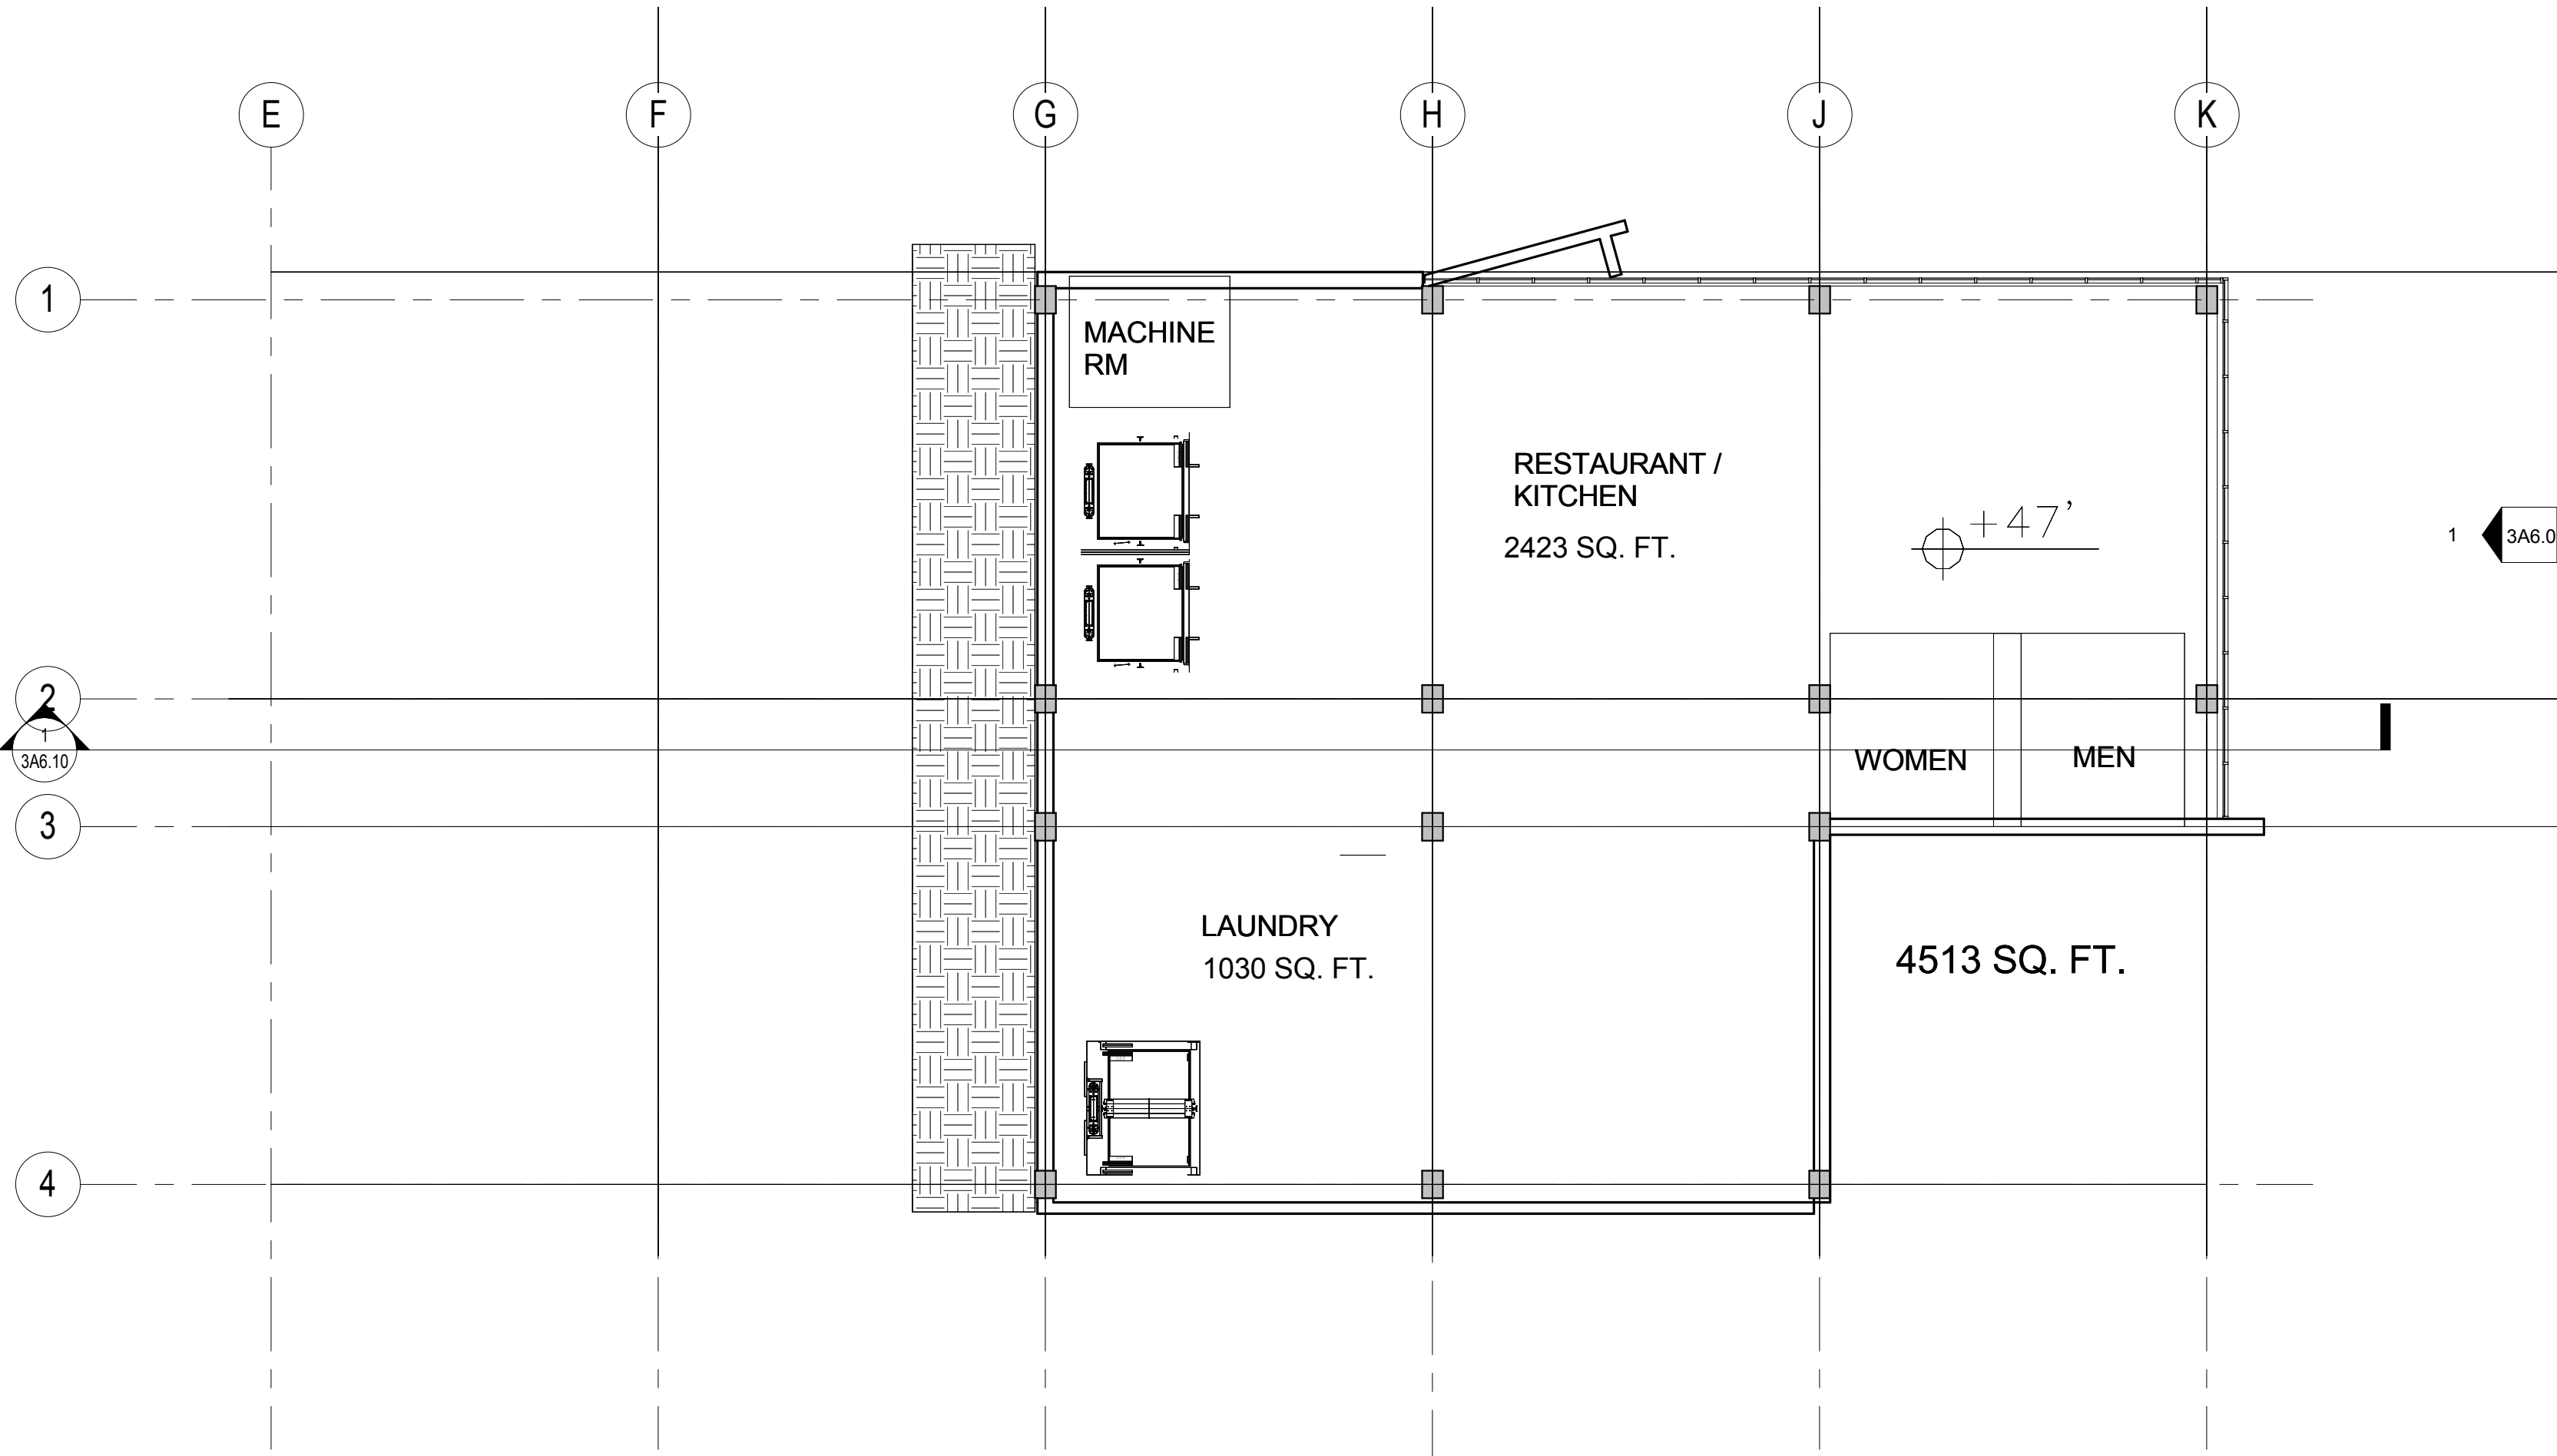 E F G H J K
1
MACHINE
RM
RESTAURANT /
KITCHEN
2423 SQ. FT.
+47'
1 3A6.0
2
1
3A6.10
WOMEN MEN
3
LAUNDRY
1030 SQ. FT.
4513 SQ. FT.
4